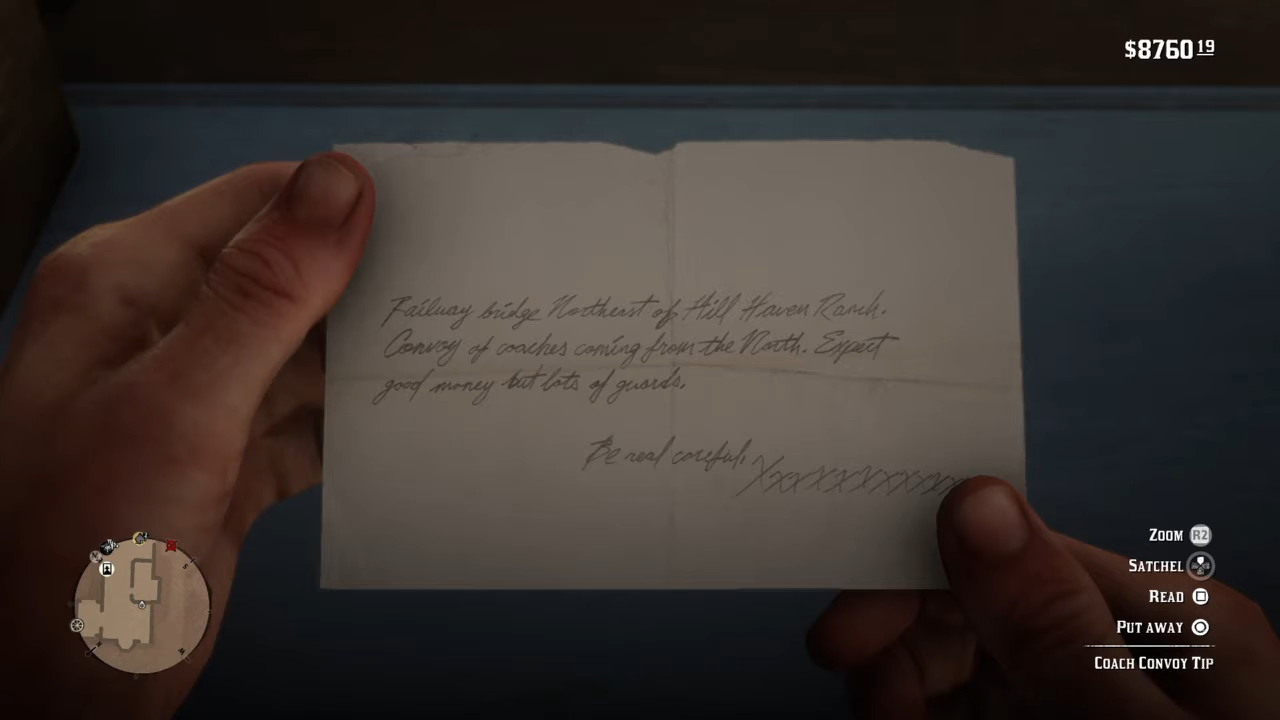 $8760 19
Railway bridge Northeast of Hill Haven Ranch.
Convoy of coaches coming from the North. Expect
good money but lots of guards.
Be real careful,
Xxxxxxxxxxxx
ZOOM R2
SATCHEL
READ
PUT AWAY
COACH CONVOY TIP